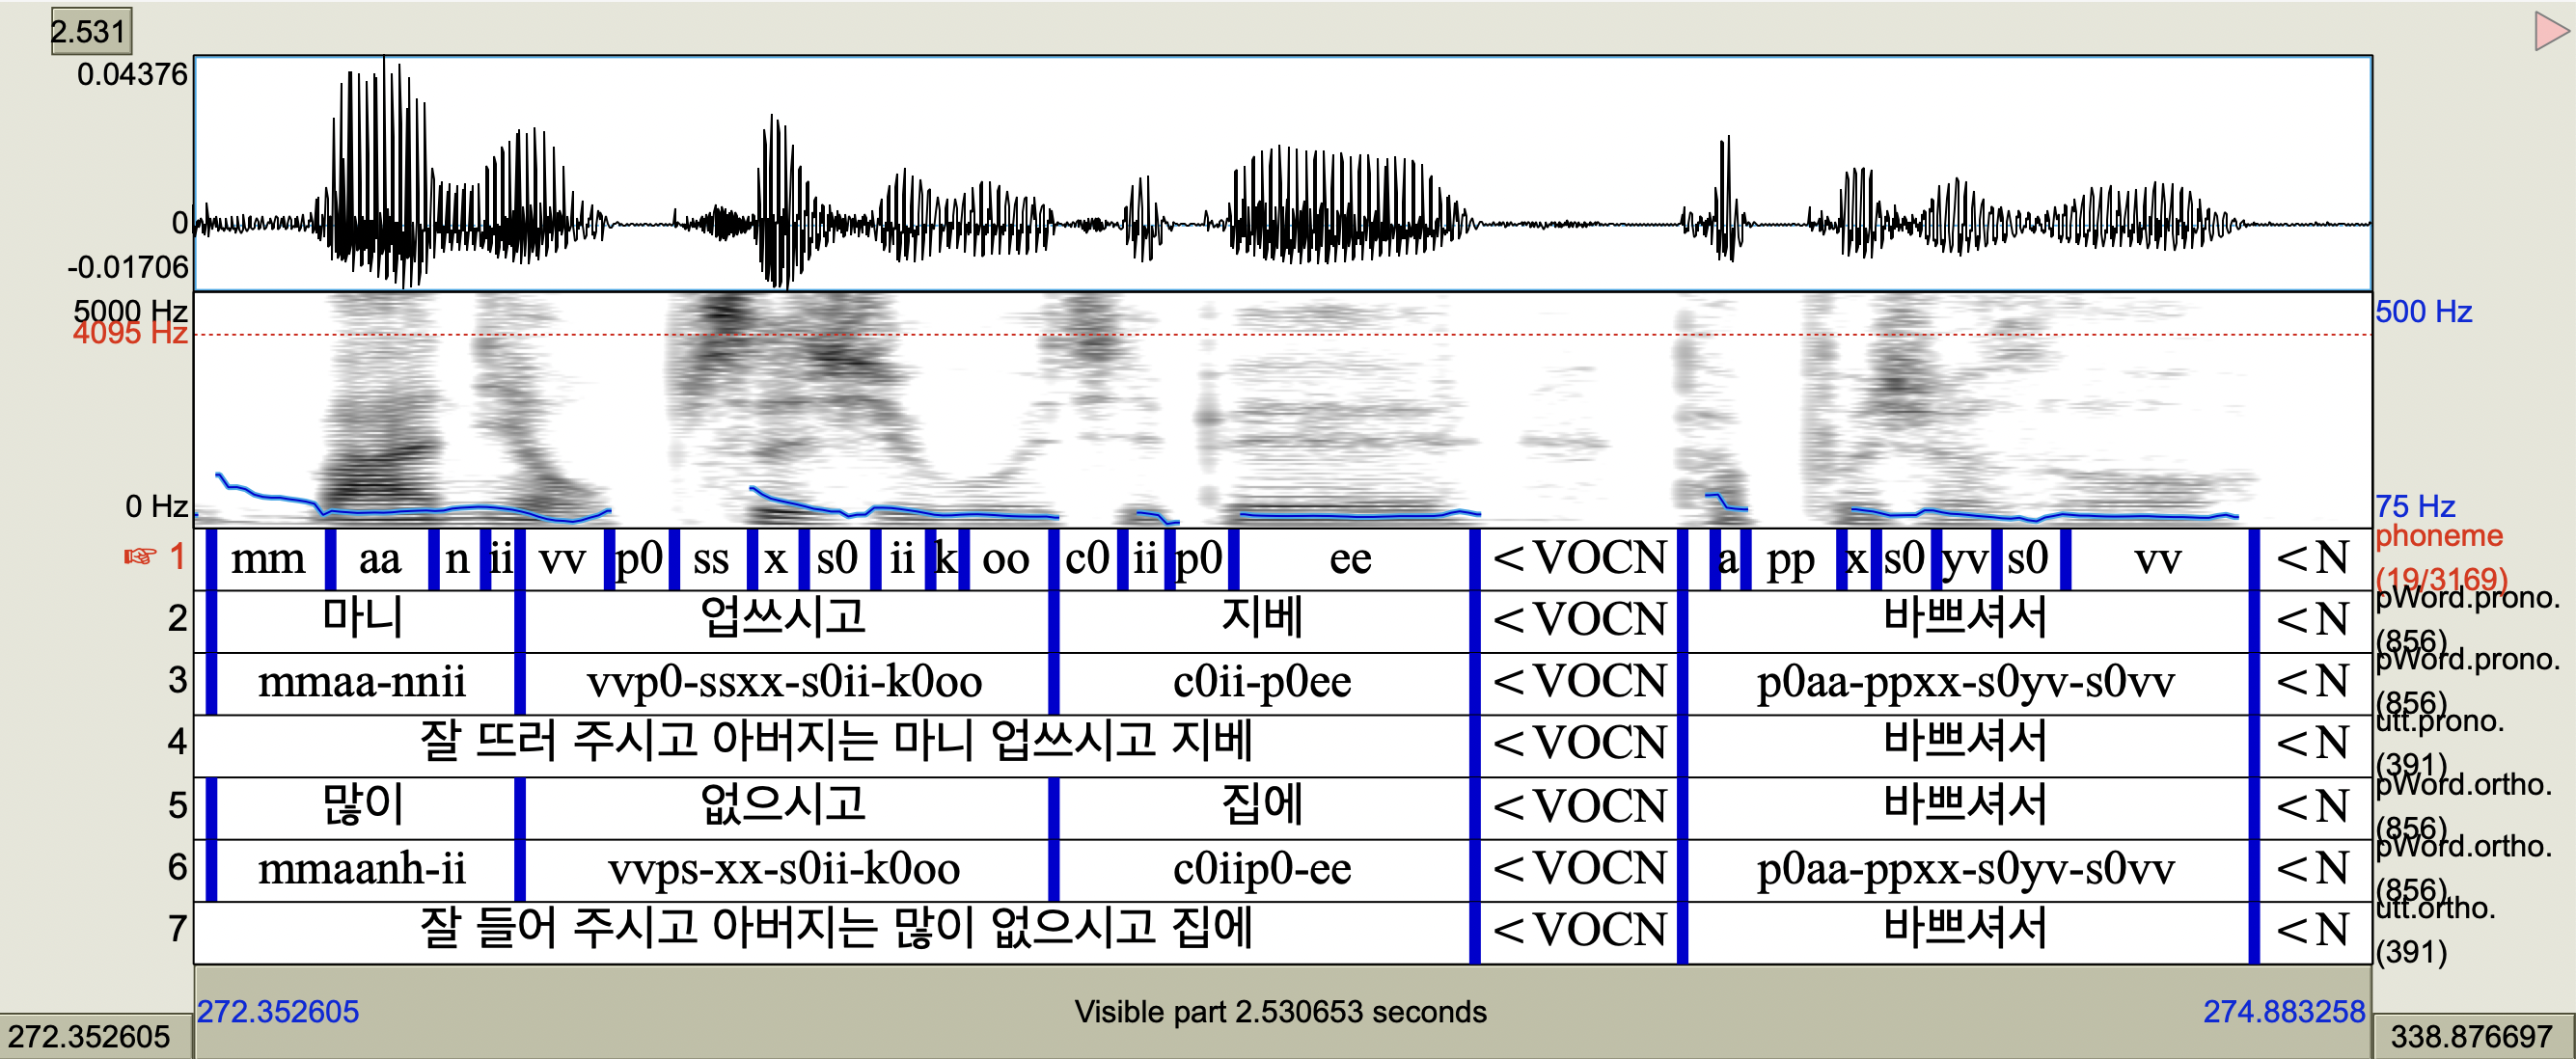 2.531
0.04376
0
-0.01706
5000 Hz
4095 Hz
0 Hz
500 Hz
75 Hz
☞ 1 mm aa n ii vv p0 ss x s0 ii k oo c0 ii p0 ee <VOCN a pp x s0 yv s0 vv <N phoneme (19/3169)
2 마니 업쓰시고 지베 <VOCN 바쁘셔서 <N pWord.prono. (856)
3 mmaa-nnii vvp0-ssxx-s0ii-k0oo c0ii-p0ee <VOCN p0aa-ppxx-s0yv-s0vv <N pWord.prono. (856)
4 잘 뜨러 주시고 아버지는 마니 업쓰시고 지베 <VOCN 바쁘셔서 <N utt.prono. (391)
5 많이 없으시고 집에 <VOCN 바쁘셔서 <N pWord.ortho. (856)
6 mmaanh-ii vvps-xx-s0ii-k0oo c0iip0-ee <VOCN p0aa-ppxx-s0yv-s0vv <N pWord.ortho. (856)
7 잘 들어 주시고 아버지는 많이 없으시고 집에 <VOCN 바쁘셔서 <N utt.ortho. (391)
272.352605 Visible part 2.530653 seconds 274.883258
272.352605 338.876697